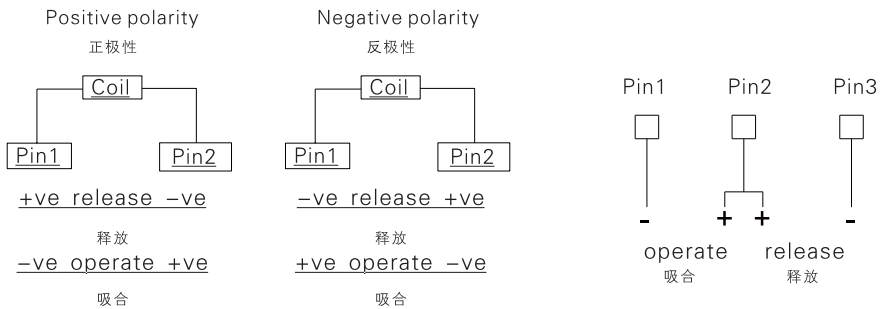 Positive polarity
正极性
Coil
Pin1
Pin2
+ve release −ve
释放
−ve operate +ve
吸合
Negative polarity
反极性
Coil
Pin1
Pin2
−ve release +ve
释放
+ve operate −ve
吸合
Pin1 Pin2 Pin3
- + + -
operate release
吸合 释放